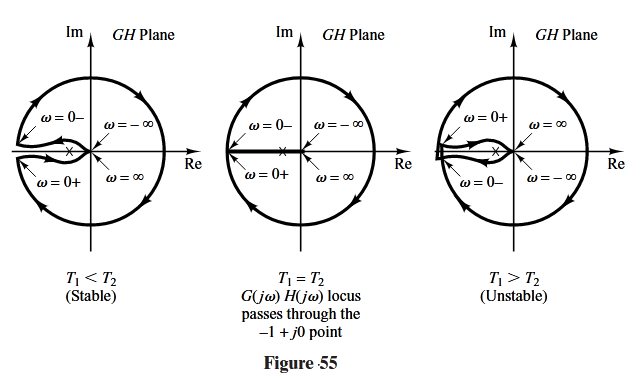 Im
GH Plane
ω = 0–
ω = – ∞
Re
ω = 0+
ω = ∞
T1 < T2
(Stable)
Im
GH Plane
ω = 0–
ω = – ∞
Re
ω = 0+
ω = ∞
T1 = T2
G(jω) H(jω) locus
passes through the
–1 + j0 point
Im
GH Plane
ω = 0+
ω = ∞
Re
ω = 0–
ω = – ∞
T1 > T2
(Unstable)
Figure 55